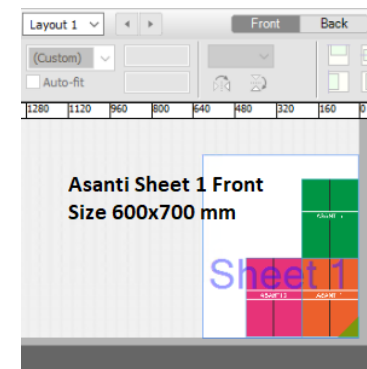 Layout 1
Front Back
(Custom)
Auto-fit
1280 1120 960 800 640 480 320 160 0
Asanti Sheet 1 Front
Size 600x700 mm
Sheet 1